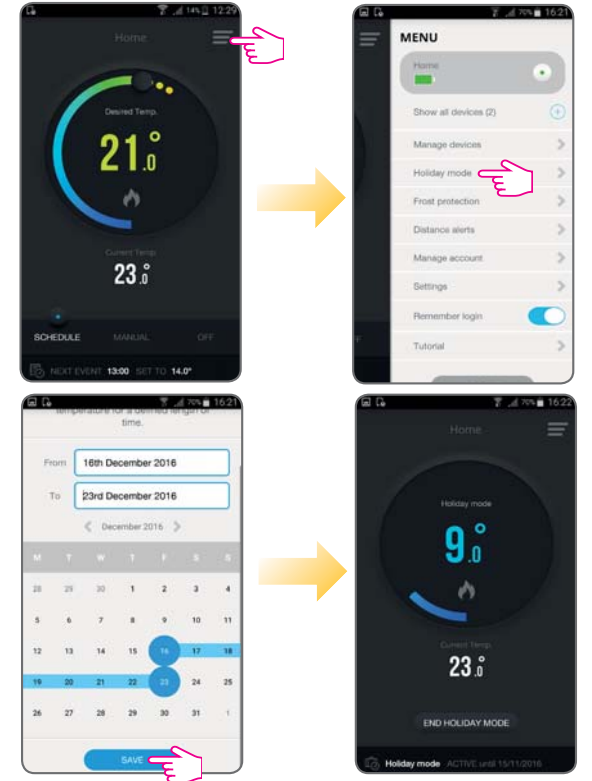 14% 12:29
Home
Desired Temp.
21.0°
Current Temp.
23.0°
SCHEDULE MANUAL OFF
NEXT EVENT 13:00 SET TO 14.0°
70% 16:21
MENU
Home
Show all devices (2)
Manage devices
Holiday mode
Frost protection
Distance alerts
Manage account
Settings
Remember login
Tutorial
70% 16:21
temperature for a defined length of
time.
From 16th December 2016
To 23rd December 2016
December 2016
M T W T F S S
28 29 30 1 2 3 4
5 6 7 8 9 10 11
12 13 14 15 16 17 18
19 20 21 22 23 24 25
26 27 28 29 30 31 1
SAVE
70% 16:22
Home
Holiday mode
9.0°
Current Temp.
23.0°
END HOLIDAY MODE
Holiday mode ACTIVE until 15/11/2016